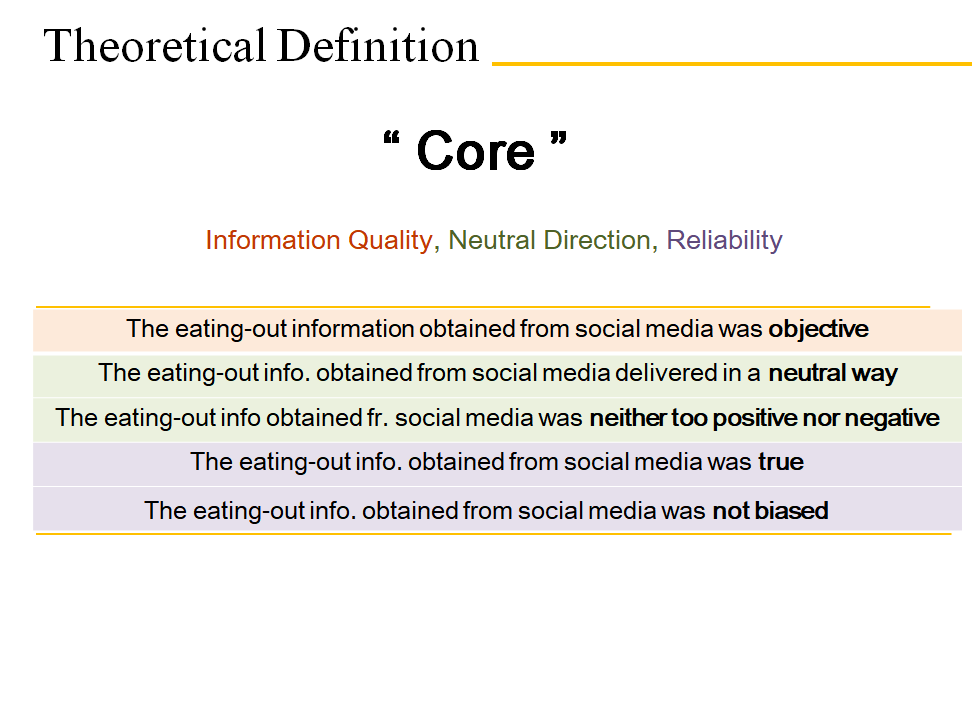 Theoretical Definition
“ Core ”
Information Quality, Neutral Direction, Reliability
The eating-out information obtained from social media was objective
The eating-out info. obtained from social media delivered in a neutral way
The eating-out info obtained fr. social media was neither too positive nor negative
The eating-out info. obtained from social media was true
The eating-out info. obtained from social media was not biased